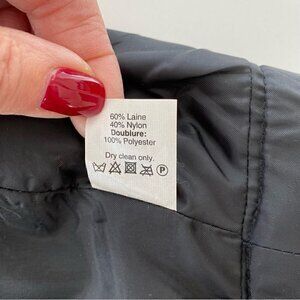 60% Laine
40% Nylon
Doublure:
100% Polyester
Dry clean only.
P